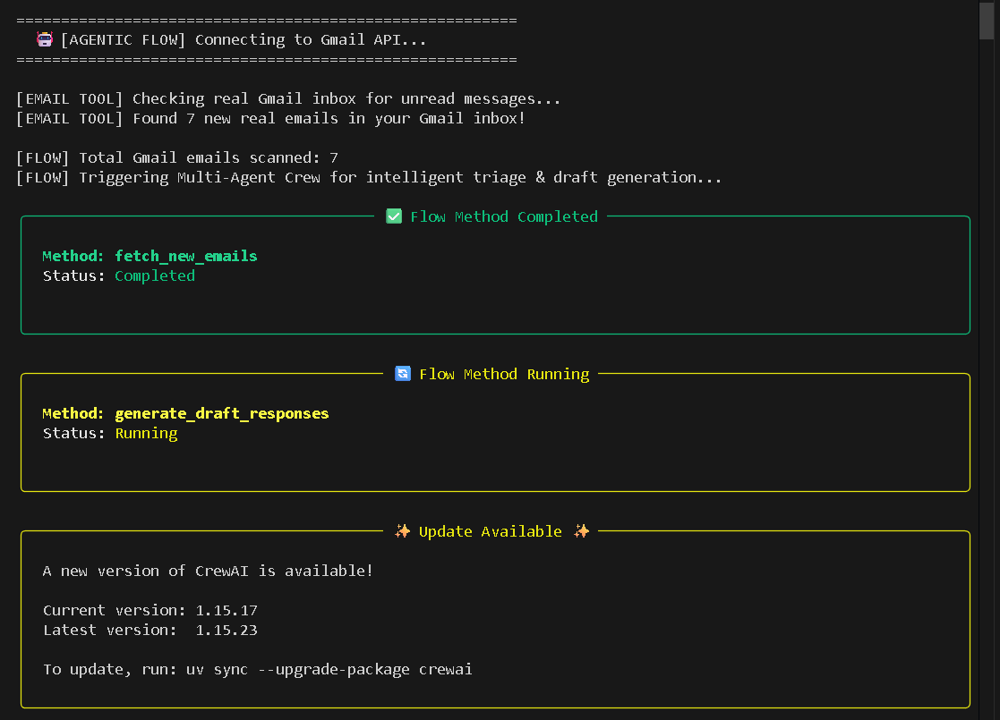 ========================================================
🤖 [AGENTIC FLOW] Connecting to Gmail API...
========================================================
[EMAIL TOOL] Checking real Gmail inbox for unread messages...
[EMAIL TOOL] Found 7 new real emails in your Gmail inbox!
[FLOW] Total Gmail emails scanned: 7
[FLOW] Triggering Multi-Agent Crew for intelligent triage & draft generation...
✅ Flow Method Completed
Method: fetch_new_emails
Status: Completed
🔄 Flow Method Running
Method: generate_draft_responses
Status: Running
✨ Update Available ✨
A new version of CrewAI is available!
Current version: 1.15.17
Latest version:  1.15.23
To update, run: uv sync --upgrade-package crewai